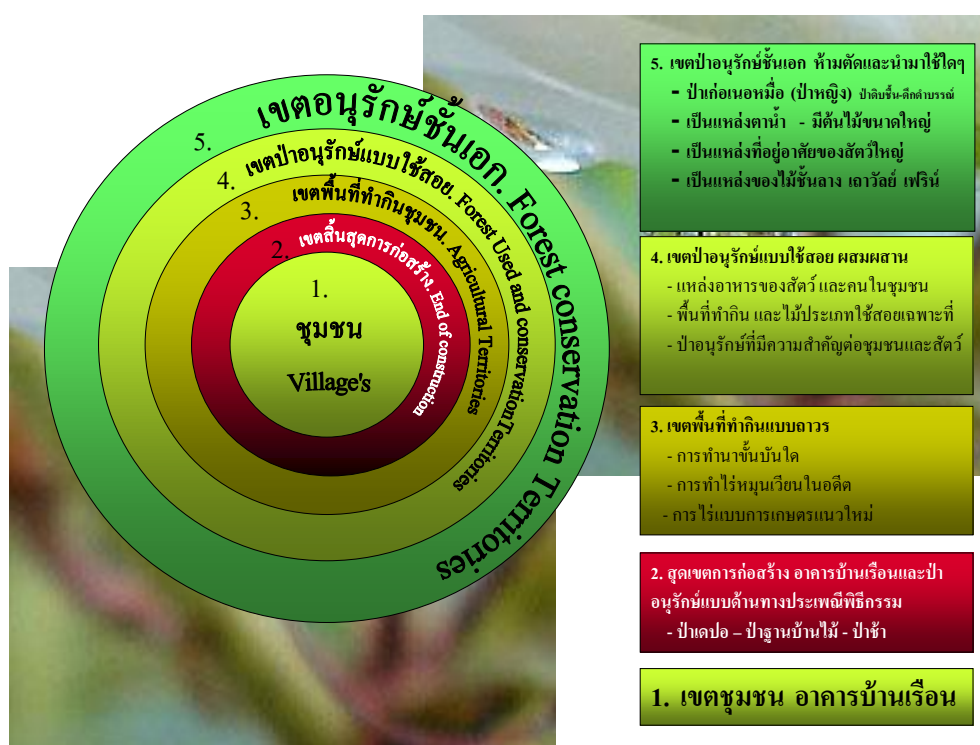 5.
เขตอนุรักษ์ชั้นเอก. Forest conservation Territories
4.
เขตป่าอนุรักษ์แบบใช้สอย. Forest Used and conservationTerritories
3.
เขตพื้นที่ทำกินชุมชน. Agricultural Territories
2.
เขตสิ้นสุดการก่อสร้าง. End of construction
1.
ชุมชน
Village's
5. เขตป่าอนุรักษ์ชั้นเอก ห้ามตัดและนำมาใช้ใดๆ
- ป่าเก่อเนอหมื่อ (ป่าหญิง) ป่าดิบชื้น-ดึกดำบรรณ์
- เป็นแหล่งตาน้ำ - มีต้นไม้ขนาดใหญ่
- เป็นแหล่งที่อยู่อาศัยของสัตว์ใหญ่
- เป็นแหล่งของไม้ชั้นลาง เถาวัลย์ เฟริน์
4. เขตป่าอนุรักษ์แบบใช้สอย ผสมผสาน
- แหล่งอาหารของสัตว์ และคนในชุมชน
- พื้นที่ทำกิน และไม้ประเภทใช้สอยเฉพาะที่
- ป่าอนุรักษ์ที่มีความสำคัญต่อชุมชนและสัตว์
3. เขตพื้นที่ทำกินแบบถาวร
- การทำนาขั้นบันใด
- การทำไร่หมุนเวียนในอดีต
- การไร่แบบการเกษตรแนวใหม่
2. สุดเขตการก่อสร้าง อาคารบ้านเรือนและป่า
อนุรักษ์แบบด้านทางประเพณีพิธีกรรม
- ป่าเดปอ – ป่าฐานบ้านไม้ - ป่าช้า
1. เขตชุมชน อาคารบ้านเรือน